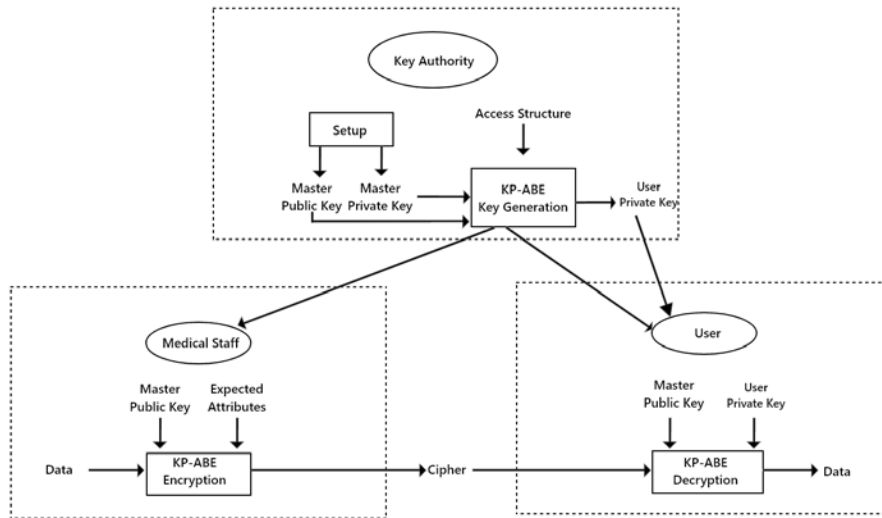 Key Authority
Access Structure
Setup
Master
Public Key
Master
Private Key
KP-ABE
Key Generation
User
Private Key
Medical Staff
User
Master
Public Key
Expected
Attributes
Master
Public Key
User
Private Key
Data
KP-ABE
Encryption
Cipher
KP-ABE
Decryption
Data